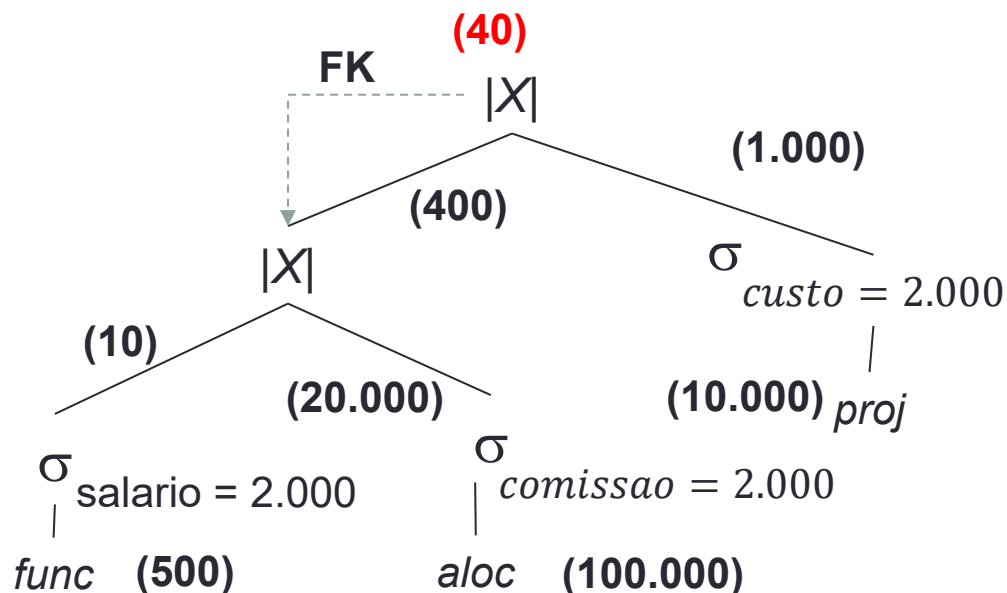 (40)
FK
|X|
(1.000)
(400)
|X|
σ custo = 2.000
(10)
(20.000)
(10.000) proj
σ salario = 2.000
σ comissao = 2.000
func (500)
aloc (100.000)